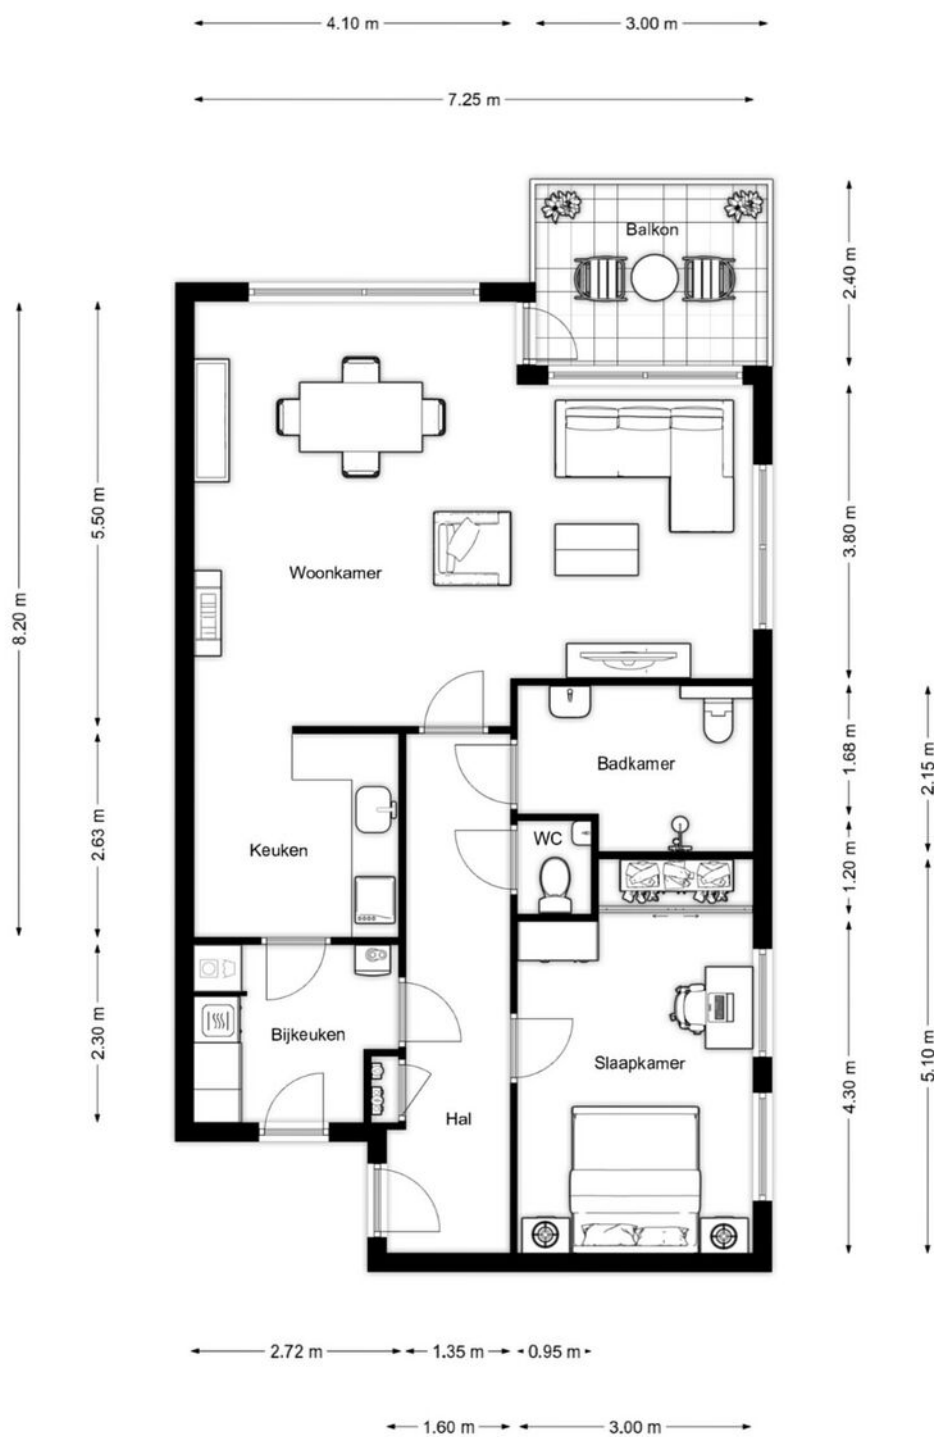 4.10 m
3.00 m
7.25 m
Balkon
2.40 m
8.20 m
5.50 m
3.80 m
Woonkamer
Badkamer
1.68 m
2.15 m
WC
1.20 m
Keuken
2.63 m
Bijkeuken
2.30 m
Slaapkamer
4.30 m
5.10 m
Hal
2.72 m
1.35 m
0.95 m
1.60 m
3.00 m